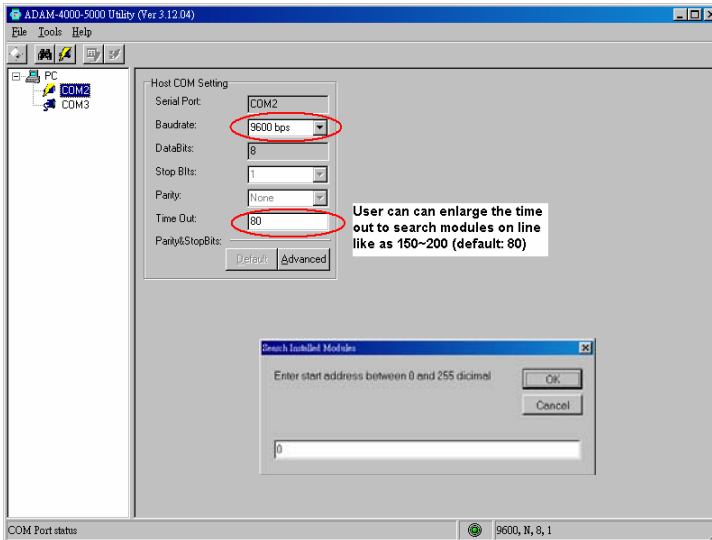 ADAM-4000-5000 Utility (Ver 3.12.04)
File Tools Help
PC
COM2
COM3
Host COM Setting
Serial Port: COM2
Baudrate: 9600 bps
DataBits: 8
Stop BIts: 1
Parity: None
Time Out: 80
Parity&StopBits:
Default Advanced
User can can enlarge the time
out to search modules on line
like as 150~200 (default: 80)
Search Installed Modules
Enter start address between 0 and 255 dicimal
OK
Cancel
0
COM Port status
9600, N, 8, 1